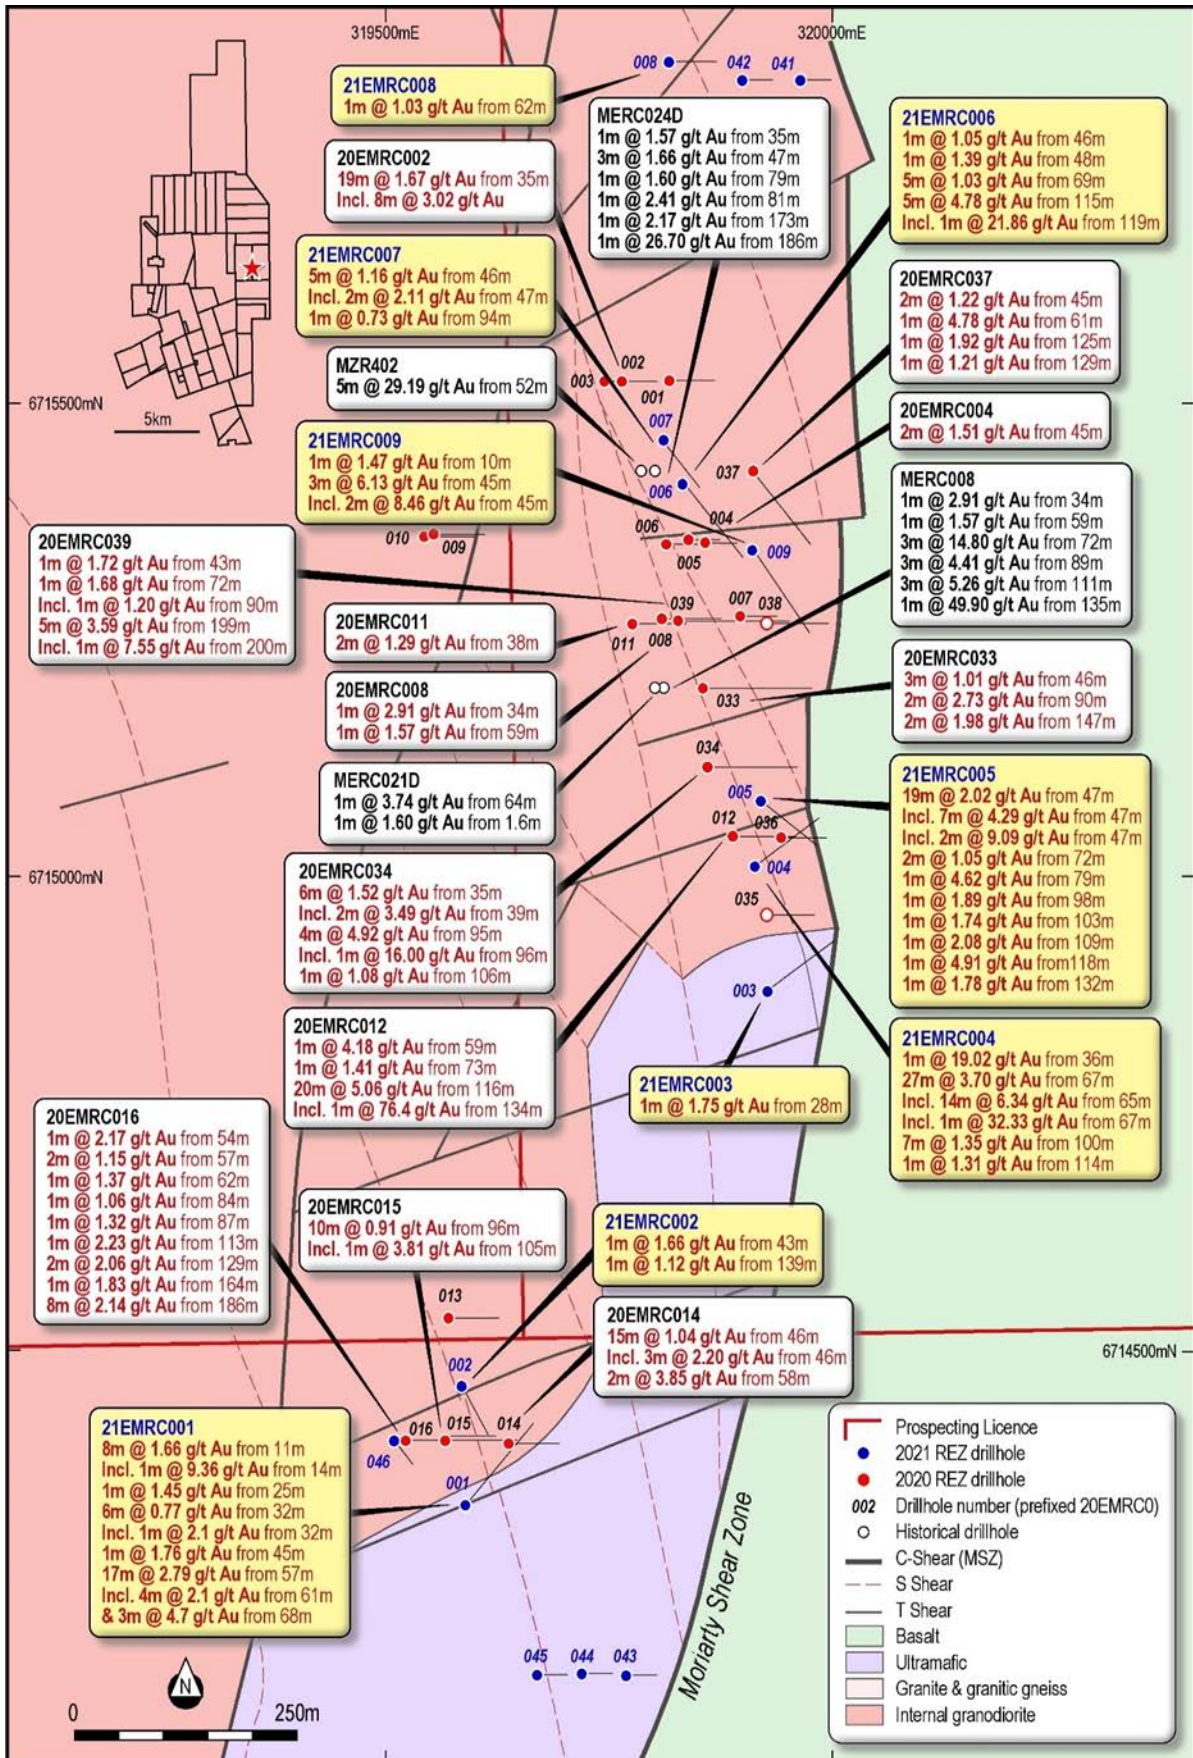 319500mE
320000mE
008
042
041
21EMRC008
1m @ 1.03 g/t Au from 62m
MERC024D
1m @ 1.57 g/t Au from 35m
3m @ 1.66 g/t Au from 47m
1m @ 1.60 g/t Au from 79m
1m @ 2.41 g/t Au from 81m
1m @ 2.17 g/t Au from 173m
1m @ 26.70 g/t Au from 186m
21EMRC006
1m @ 1.05 g/t Au from 46m
1m @ 1.39 g/t Au from 48m
5m @ 1.03 g/t Au from 69m
5m @ 4.78 g/t Au from 115m
Incl. 1m @ 21.86 g/t Au from 119m
20EMRC002
19m @ 1.67 g/t Au from 35m
Incl. 8m @ 3.02 g/t Au
21EMRC007
5m @ 1.16 g/t Au from 46m
Incl. 2m @ 2.11 g/t Au from 47m
1m @ 0.73 g/t Au from 94m
20EMRC037
2m @ 1.22 g/t Au from 45m
1m @ 4.78 g/t Au from 61m
1m @ 1.92 g/t Au from 125m
1m @ 1.21 g/t Au from 129m
MZR402
5m @ 29.19 g/t Au from 52m
002
003
001
6715500mN
5km
20EMRC004
2m @ 1.51 g/t Au from 45m
007
21EMRC009
1m @ 1.47 g/t Au from 10m
3m @ 6.13 g/t Au from 45m
Incl. 2m @ 8.46 g/t Au from 45m
037
006
MERC008
1m @ 2.91 g/t Au from 34m
1m @ 1.57 g/t Au from 59m
3m @ 14.80 g/t Au from 72m
3m @ 4.41 g/t Au from 89m
3m @ 5.26 g/t Au from 111m
1m @ 49.90 g/t Au from 135m
004
006
005
009
010
009
20EMRC039
1m @ 1.72 g/t Au from 43m
1m @ 1.68 g/t Au from 72m
Incl. 1m @ 1.20 g/t Au from 90m
5m @ 3.59 g/t Au from 199m
Incl. 1m @ 7.55 g/t Au from 200m
039
007
038
011
008
20EMRC011
2m @ 1.29 g/t Au from 38m
20EMRC033
3m @ 1.01 g/t Au from 46m
2m @ 2.73 g/t Au from 90m
2m @ 1.98 g/t Au from 147m
20EMRC008
1m @ 2.91 g/t Au from 34m
1m @ 1.57 g/t Au from 59m
033
034
MERC021D
1m @ 3.74 g/t Au from 64m
1m @ 1.60 g/t Au from 1.6m
21EMRC005
19m @ 2.02 g/t Au from 47m
Incl. 7m @ 4.29 g/t Au from 47m
Incl. 2m @ 9.09 g/t Au from 47m
2m @ 1.05 g/t Au from 72m
1m @ 4.62 g/t Au from 79m
1m @ 1.89 g/t Au from 98m
1m @ 1.74 g/t Au from 103m
1m @ 2.08 g/t Au from 109m
1m @ 4.91 g/t Au from118m
1m @ 1.78 g/t Au from 132m
005
012
036
004
20EMRC034
6m @ 1.52 g/t Au from 35m
Incl. 2m @ 3.49 g/t Au from 39m
4m @ 4.92 g/t Au from 95m
Incl. 1m @ 16.00 g/t Au from 96m
1m @ 1.08 g/t Au from 106m
6715000mN
035
003
20EMRC012
1m @ 4.18 g/t Au from 59m
1m @ 1.41 g/t Au from 73m
20m @ 5.06 g/t Au from 116m
Incl. 1m @ 76.4 g/t Au from 134m
21EMRC004
1m @ 19.02 g/t Au from 36m
27m @ 3.70 g/t Au from 67m
Incl. 14m @ 6.34 g/t Au from 65m
Incl. 1m @ 32.33 g/t Au from 67m
7m @ 1.35 g/t Au from 100m
1m @ 1.31 g/t Au from 114m
21EMRC003
1m @ 1.75 g/t Au from 28m
20EMRC016
1m @ 2.17 g/t Au from 54m
2m @ 1.15 g/t Au from 57m
1m @ 1.37 g/t Au from 62m
1m @ 1.06 g/t Au from 84m
1m @ 1.32 g/t Au from 87m
1m @ 2.23 g/t Au from 113m
2m @ 2.06 g/t Au from 129m
1m @ 1.83 g/t Au from 164m
8m @ 2.14 g/t Au from 186m
20EMRC015
10m @ 0.91 g/t Au from 96m
Incl. 1m @ 3.81 g/t Au from 105m
21EMRC002
1m @ 1.66 g/t Au from 43m
1m @ 1.12 g/t Au from 139m
013
20EMRC014
15m @ 1.04 g/t Au from 46m
Incl. 3m @ 2.20 g/t Au from 46m
2m @ 3.85 g/t Au from 58m
6714500mN
002
016
015
014
046
001
21EMRC001
8m @ 1.66 g/t Au from 11m
Incl. 1m @ 9.36 g/t Au from 14m
1m @ 1.45 g/t Au from 25m
6m @ 0.77 g/t Au from 32m
Incl. 1m @ 2.1 g/t Au from 32m
1m @ 1.76 g/t Au from 45m
17m @ 2.79 g/t Au from 57m
Incl. 4m @ 2.1 g/t Au from 61m
& 3m @ 4.7 g/t Au from 68m
045
044
043
Moriarty Shear Zone
N
0
250m
Prospecting Licence
2021 REZ drillhole
2020 REZ drillhole
002 Drillhole number (prefixed 20EMRC0)
Historical drillhole
C-Shear (MSZ)
S Shear
T Shear
Basalt
Ultramafic
Granite & granitic gneiss
Internal granodiorite